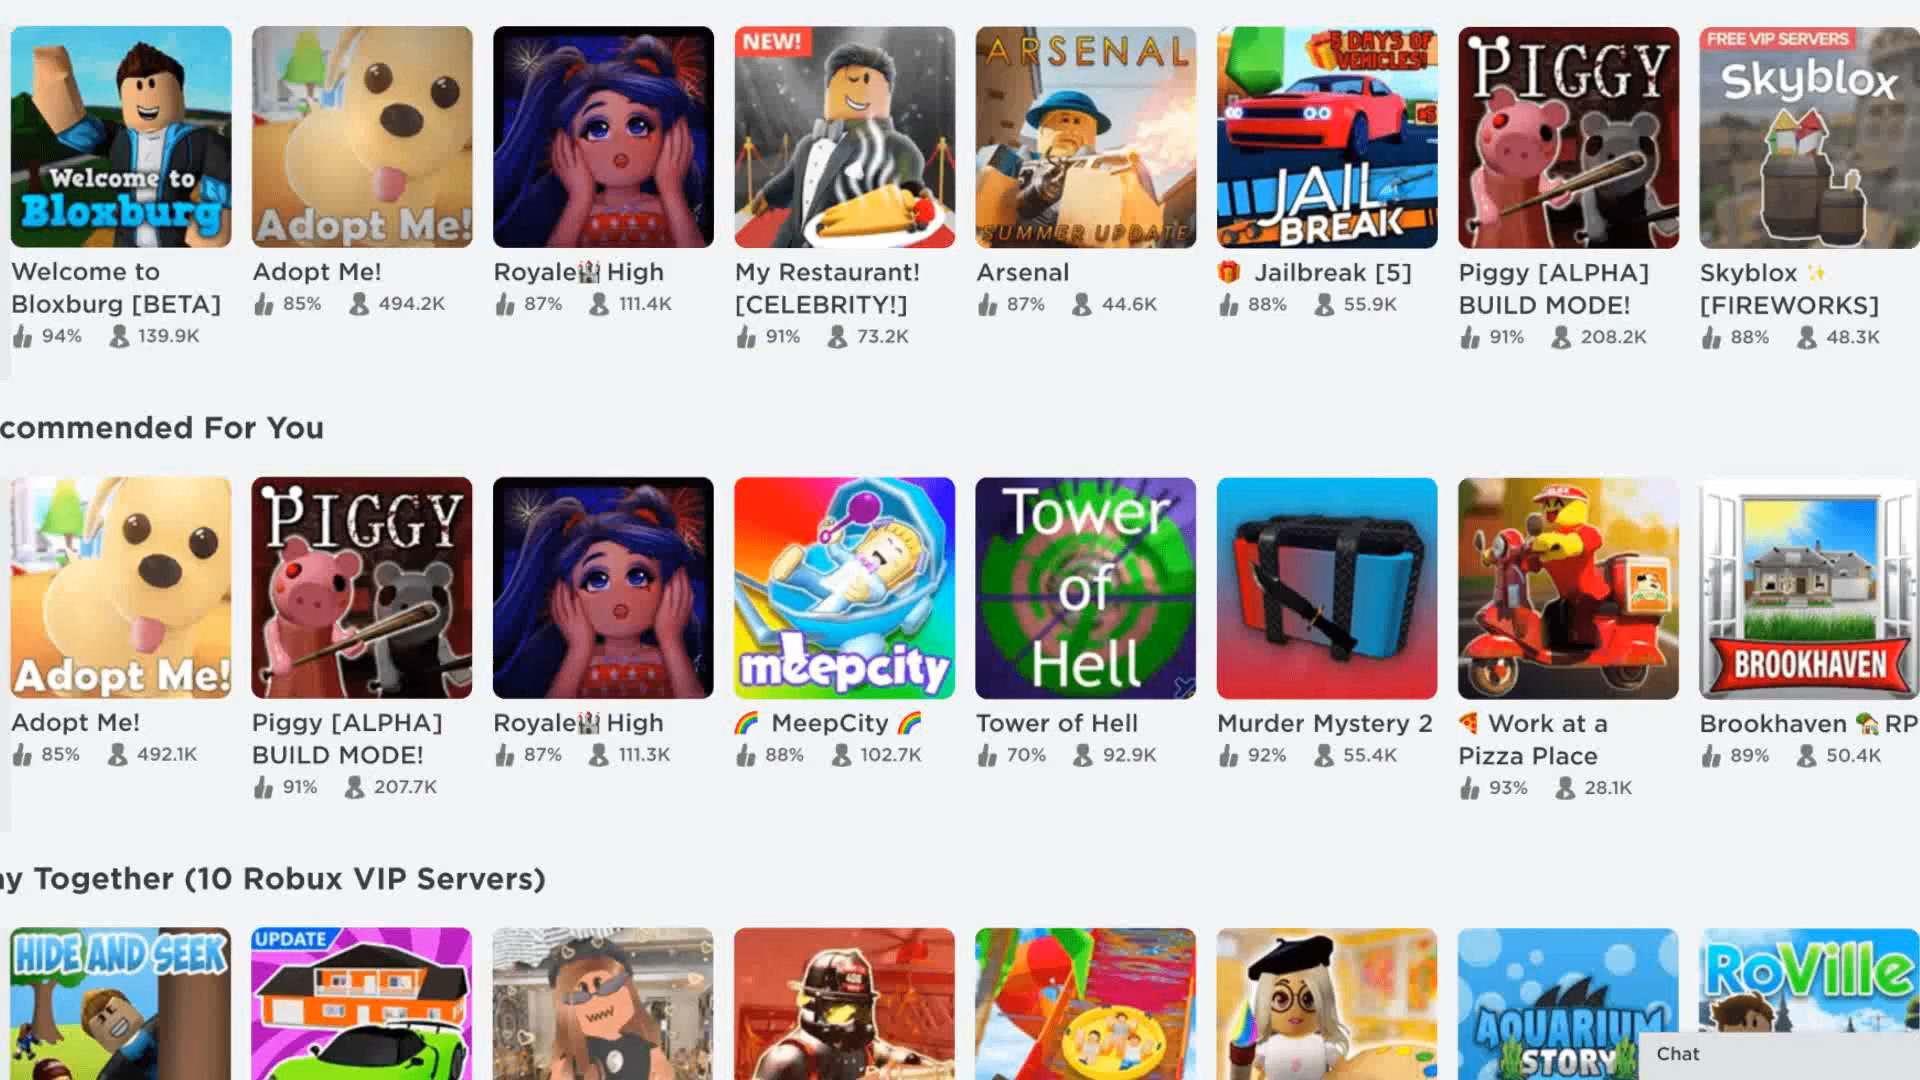 Welcome to
Bloxburg
Adopt Me!
NEW!
ARSENAL
SUMMER UPDATE
5 DAYS OF
VEHICLES!
#5
JAIL
BREAK
PIGGY
FREE VIP SERVERS
Skyblox
Welcome to
Bloxburg [BETA]
94% 139.9K
Adopt Me!
85% 494.2K
Royale🏰 High
87% 111.4K
My Restaurant!
[CELEBRITY!]
91% 73.2K
Arsenal
87% 44.6K
🎁 Jailbreak [5]
88% 55.9K
Piggy [ALPHA]
BUILD MODE!
91% 208.2K
Skyblox ✨
[FIREWORKS]
88% 48.3K
commended For You
Adopt Me!
PIGGY
meepcity
Tower
of
Hell
BROOKHAVEN
Adopt Me!
85% 492.1K
Piggy [ALPHA]
BUILD MODE!
91% 207.7K
Royale🏰 High
87% 111.3K
🌈 MeepCity 🌈
88% 102.7K
Tower of Hell
70% 92.9K
Murder Mystery 2
92% 55.4K
🍕 Work at a
Pizza Place
93% 28.1K
Brookhaven 🏡 RP
89% 50.4K
ay Together (10 Robux VIP Servers)
HIDE AND SEEK
UPDATE
AQUARIUM
STORY
RoVille
Chat